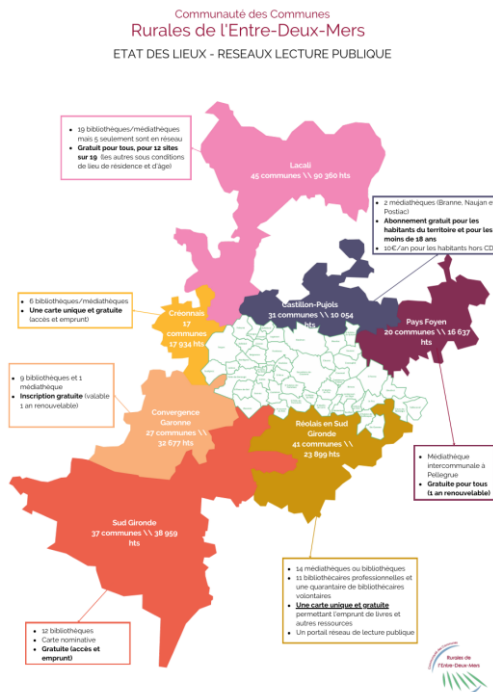 Communauté des Communes
Rurales de l'Entre-Deux-Mers
ETAT DES LIEUX - RESEAUX LECTURE PUBLIQUE
19 bibliothèques/médiathèques
mais 5 seulement sont en réseau
Gratuit pour tous, pour 12 sites
sur 19 (les autres sous conditions
de lieu de résidence et d'âge)
Lacali
45 communes \\ 90 360 hts
2 médiathèques (Branne, Naujan e
Postiac)
Abonnement gratuit pour les
habitants du territoire et pour les
moins de 18 ans
10€/an pour les habitants hors CD
6 bibliothèques/médiathèques
Une carte unique et gratuite
(accès et emprunt)
Créonnais
17
communes
17 934 hts
Castillon-Pujols
31 communes \\ 10 054
hts
Pays Foyen
20 communes \\ 16 637
hts
9 bibliothèques et 1
médiathèque
Inscription gratuite (valable
1 an renouvelable)
Convergence
Garonne
27 communes \\
32 677 hts
Réolais en Sud
Gironde
41 communes \\
23 899 hts
Médiathèque
intercommunale à
Pellegrue
Gratuite pour tous
(1 an renouvelable)
Sud Gironde
37 communes \\ 38 959
hts
14 médiathèques ou bibliothèques
11 bibliothécaires professionnelles et
une quarantaire de bibliothécaires
volontaires
Une carte unique et gratuite
permettant l'emprunt de livres et
autres ressources
Un portail réseau de lecture publique
12 bibliothèques
Carte nominative
Gratuite (accès et
emprunt)
Rurales de
l'Entre-Deux-Mers